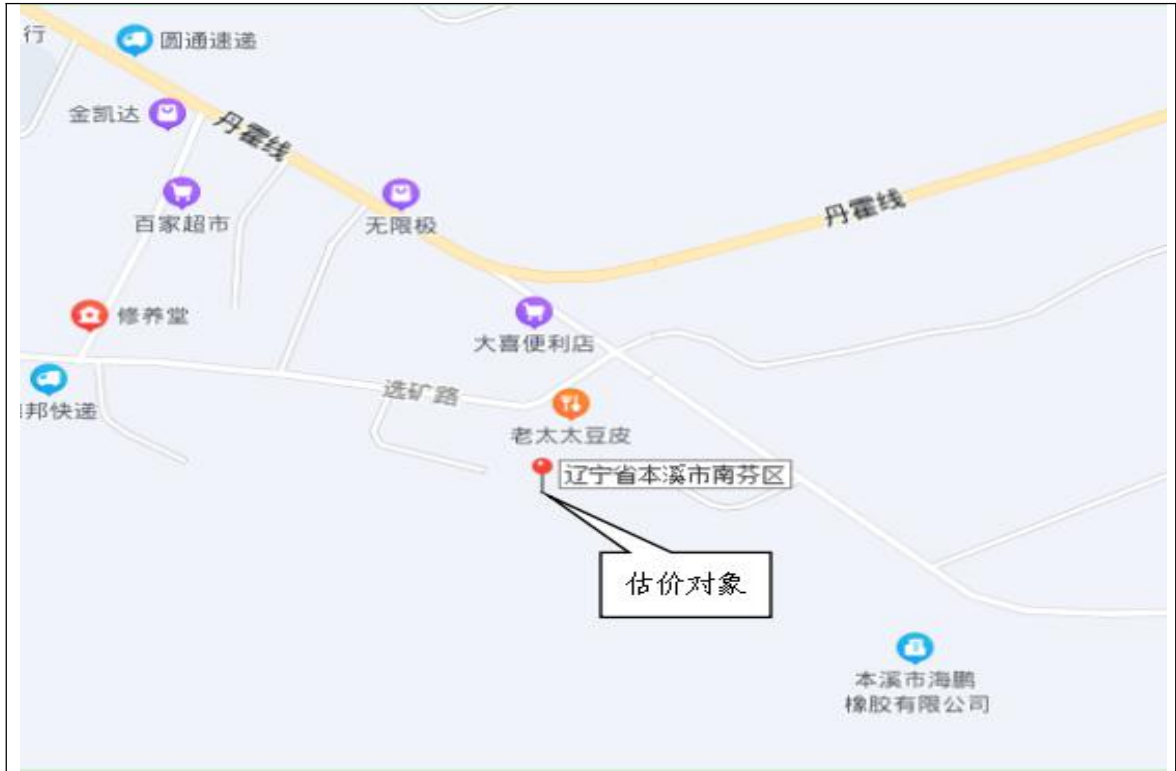 行
圆通速递
金凯达
丹霍线
百家超市
无限极
丹霍线
修养堂
大喜便利店
选矿路
邦快递
老太太豆皮
辽宁省本溪市南芬区
估价对象
本溪市海鹏
橡胶有限公司